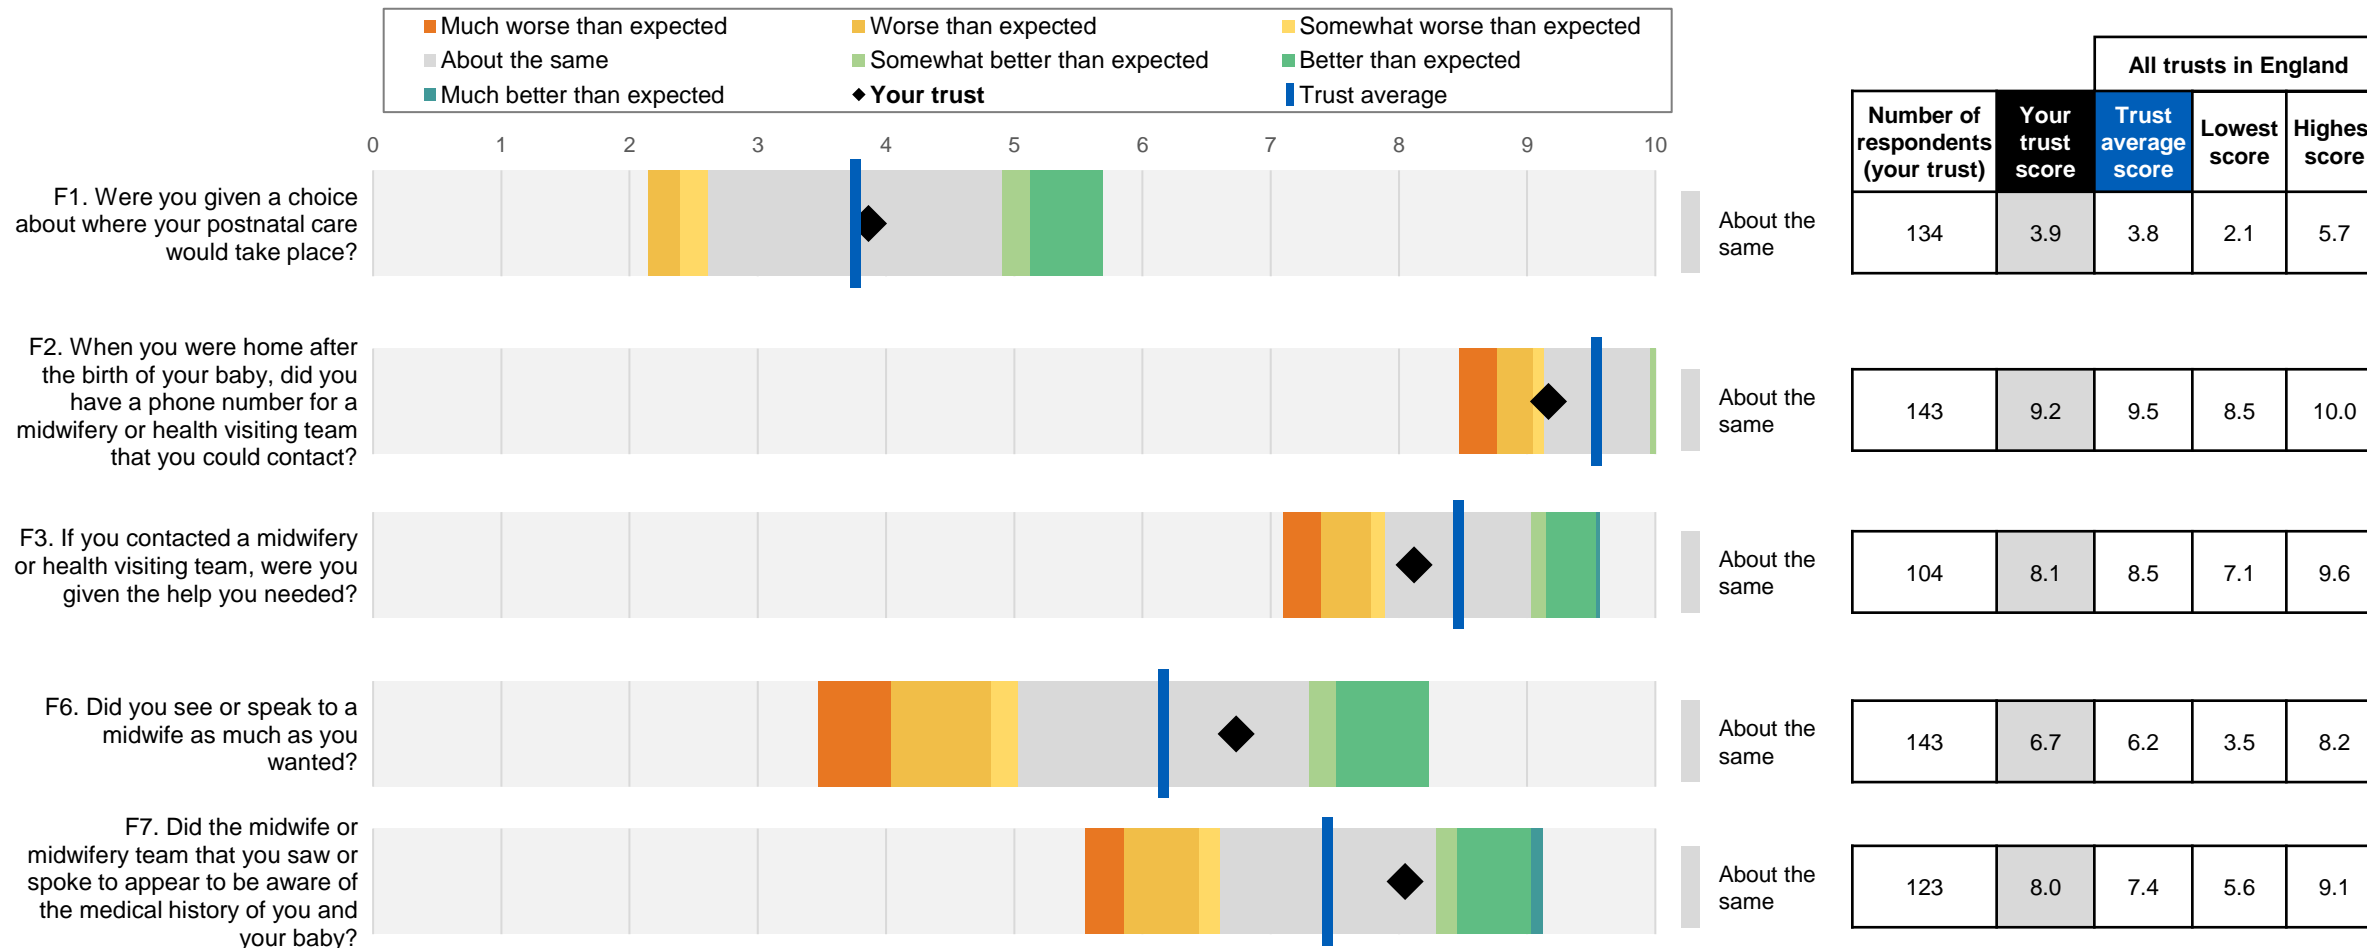 Much worse than expected
Worse than expected
Somewhat worse than expected
About the same
Somewhat better than expected
Better than expected
Much better than expected
Your trust
Trust average
All trusts in England
Number of
respondents
(your trust)
Your
trust
score
Trust
average
score
Lowest
score
Highes
score
0 1 2 3 4 5 6 7 8 9 10
F1. Were you given a choice
about where your postnatal care
would take place?
About the
same
134 3.9 3.8 2.1 5.7
F2. When you were home after
the birth of your baby, did you
have a phone number for a
midwifery or health visiting team
that you could contact?
About the
same
143 9.2 9.5 8.5 10.0
F3. If you contacted a midwifery
or health visiting team, were you
given the help you needed?
About the
same
104 8.1 8.5 7.1 9.6
F6. Did you see or speak to a
midwife as much as you
wanted?
About the
same
143 6.7 6.2 3.5 8.2
F7. Did the midwife or
midwifery team that you saw or
spoke to appear to be aware of
the medical history of you and
your baby?
About the
same
123 8.0 7.4 5.6 9.1